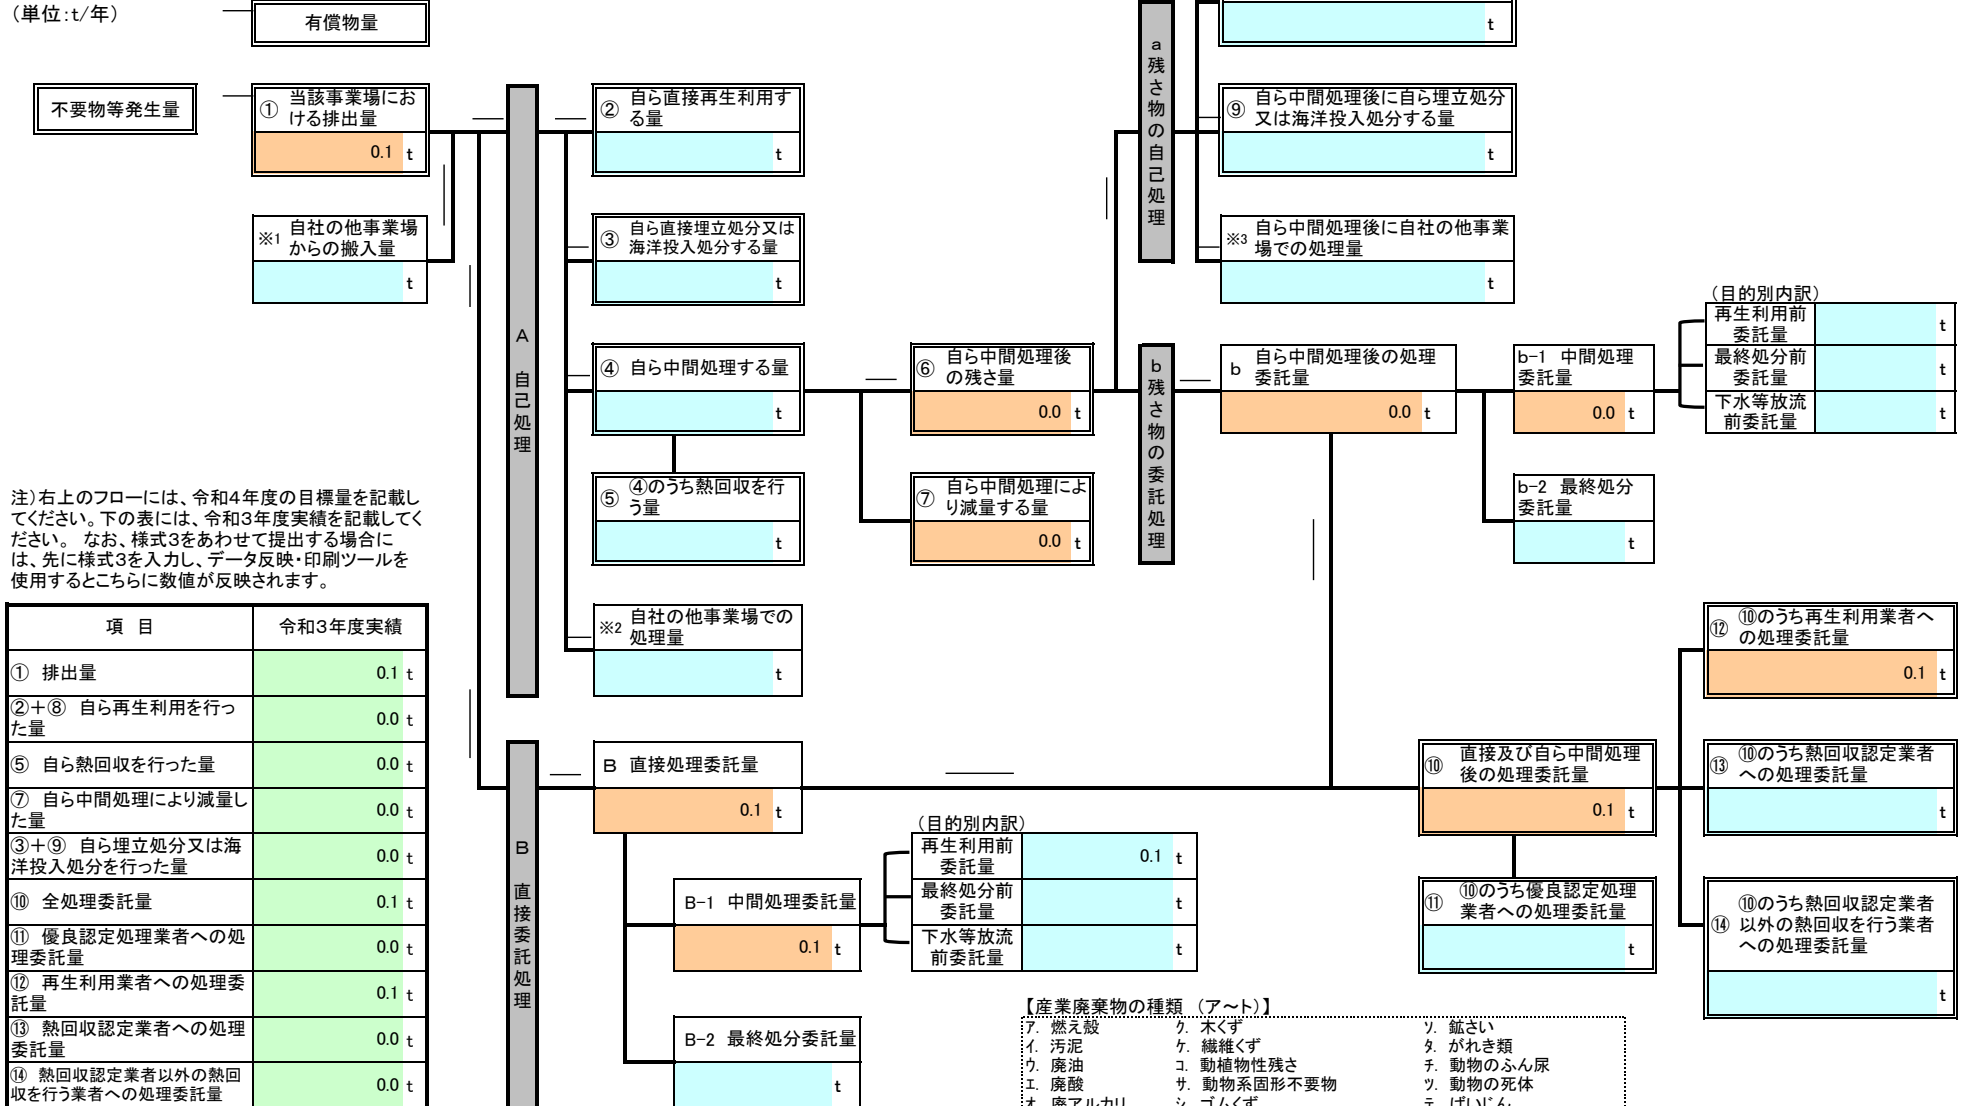 （単位：t/年）
有償物量
t
不要物等発生量
① 当該事業場にお
ける排出量
0.1 t
② 自ら直接再生利用す
る量
t
a 残さ物の自己処理
⑨ 自ら中間処理後に自ら埋立処分
又は海洋投入処分する量
t
※1 自社の他事業場
からの搬入量
t
③ 自ら直接埋立処分又は
海洋投入処分する量
t
※3 自ら中間処理後に自社の他事業
場での処理量
t
（目的別内訳）
再生利用前
委託量
t
最終処分前
委託量
t
下水等放流
前委託量
t
A 自己処理
④ 自ら中間処理する量
t
⑥ 自ら中間処理後
の残さ量
0.0 t
b 残さ物の委託処理
b 自ら中間処理後の処理
委託量
0.0 t
b-1 中間処理
委託量
0.0 t
⑤ ④のうち熱回収を行
う量
t
⑦ 自ら中間処理によ
り減量する量
0.0 t
b-2 最終処分
委託量
t
注）右上のフローには、令和４年度の目標量を記載し
てください。下の表には、令和３年度実績を記載してく
ださい。 なお、様式３をあわせて提出する場合に
は、先に様式３を入力し、データ反映・印刷ツールを
使用するとこちらに数値が反映されます。
※2 自社の他事業場での
処理量
t
⑫ ⑩のうち再生利用業者へ
の処理委託量
0.1 t
項 目 令和３年度実績
① 排出量 0.1 t
②＋⑧ 自ら再生利用を行っ
た量 0.0 t
⑤ 自ら熱回収を行った量 0.0 t
⑦ 自ら中間処理により減量し
た量 0.0 t
③＋⑨ 自ら埋立処分又は海
洋投入処分を行った量 0.0 t
⑩ 全処理委託量 0.1 t
⑪ 優良認定処理業者への処
理委託量 0.0 t
⑫ 再生利用業者への処理委
託量 0.1 t
⑬ 熱回収認定業者への処理
委託量 0.0 t
⑭ 熱回収認定業者以外の熱回
収を行う業者への処理委託量 0.0 t
B 直接委託処理
B 直接処理委託量
0.1 t
⑩ 直接及び自ら中間処理
後の処理委託量
0.1 t
⑬ ⑩のうち熱回収認定業者
への処理委託量
t
（目的別内訳）
再生利用前
委託量
0.1 t
最終処分前
委託量
t
下水等放流
前委託量
t
B-1 中間処理委託量
0.1 t
⑪ ⑩のうち優良認定処理
業者への処理委託量
t
⑭ ⑩のうち熱回収認定業者
以外の熱回収を行う業者
への処理委託量
t
B-2 最終処分委託量
t
【産業廃棄物の種類 （ア～ト）】
ア. 燃え殻 ク. 木くず ソ. 鉱さい
イ. 汚泥 ケ. 繊維くず タ. がれき類
ウ. 廃油 コ. 動植物性残さ チ. 動物のふん尿
エ. 廃酸 サ. 動物系固形不要物 ツ. 動物の死体
オ. 廃アルカリ シ. ゴムくず テ. ばいじん